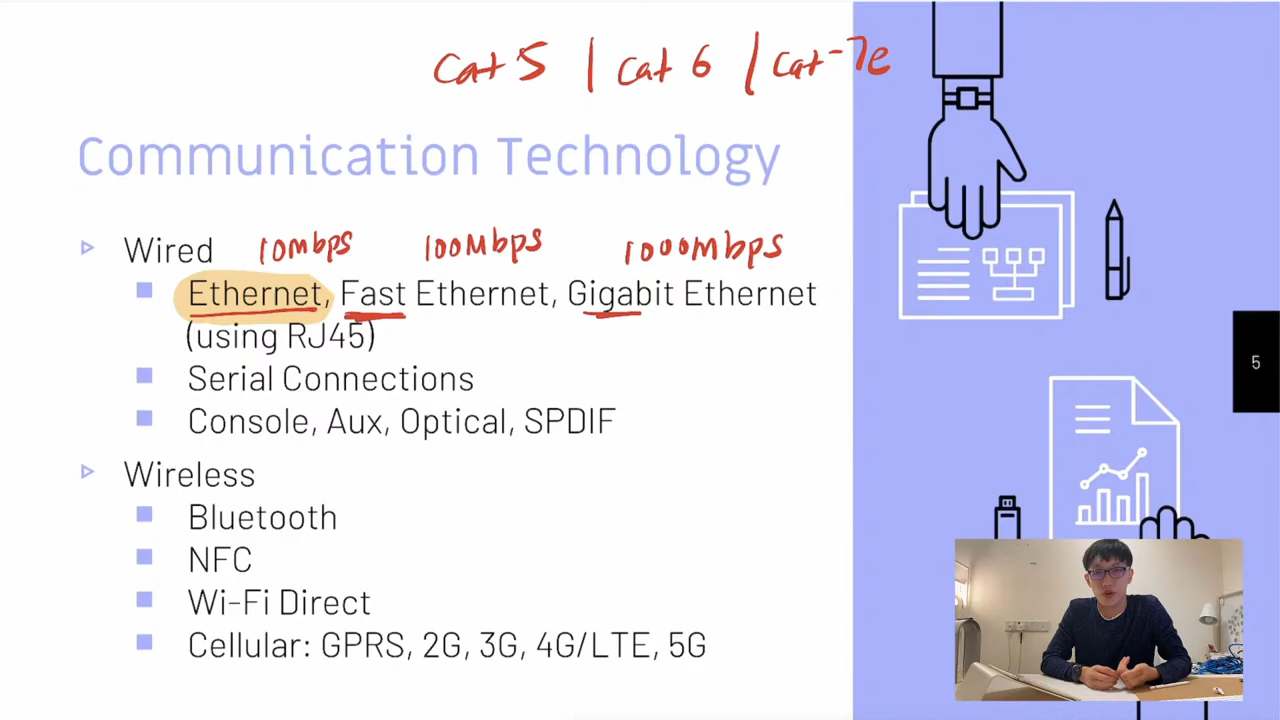 Cat 5 | Cat 6 | Cat-7e
Communication Technology
Wired
10Mbps 100Mbps 1000Mbps
Ethernet, Fast Ethernet, Gigabit Ethernet
(using RJ45)
Serial Connections
Console, Aux, Optical, SPDIF
Wireless
Bluetooth
NFC
Wi-Fi Direct
Cellular: GPRS, 2G, 3G, 4G/LTE, 5G
5